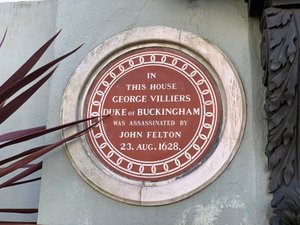 IN
THIS HOUSE
GEORGE VILLIERS
DUKE OF BUCKINGHAM
WAS ASSASSINATED BY
JOHN FELTON
23. AUG. 1628.